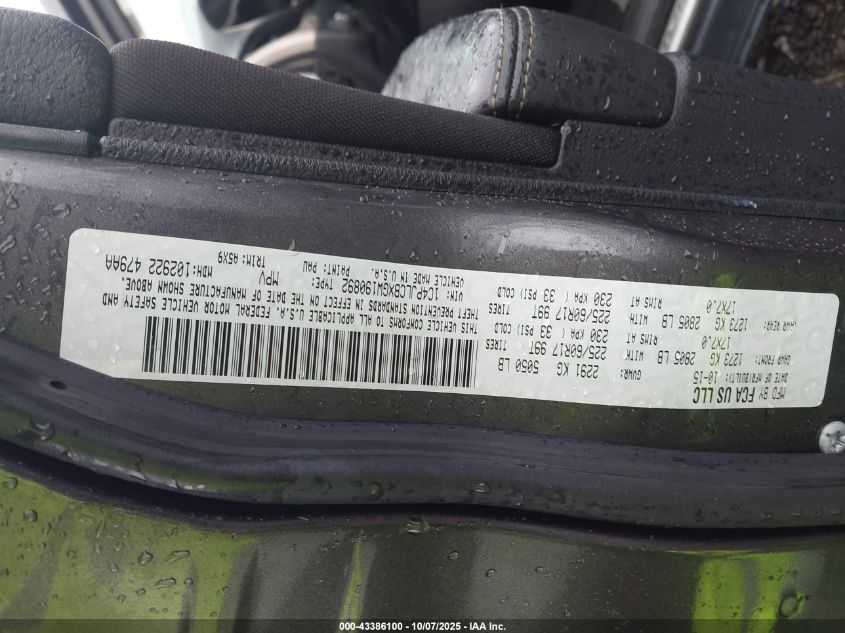 MFD BY FCA US LLC
DATE OF MFR/BUILT: 10-15 GVWR: 2291 KG 5050 LB
GAWR FRONT: 1273 KG 2805 LB WITH 225/60R17 99T TIRES
17X7.0 RIMS AT 230 KPA ( 33 PSI) COLD
GAWR REAR: 1273 KG 2805 LB WITH 225/60R17 99T TIRES
17X7.0 RIMS AT 230 KPA ( 33 PSI) COLD
THIS VEHICLE CONFORMS TO ALL APPLICABLE U.S.A. FEDERAL MOTOR VEHICLE SAFETY AND
THEFT PREVENTION STANDARDS IN EFFECT ON THE DATE OF MANUFACTURE SHOWN ABOVE.
VIN: 1C4PJLCBXGW190892 TYPE: MPV MDH:102922 479AA
VEHICLE MADE IN U.S.A. PAINT: PAU TRIM: A5X9
000-43386100 - 10/07/2025 - IAA Inc.